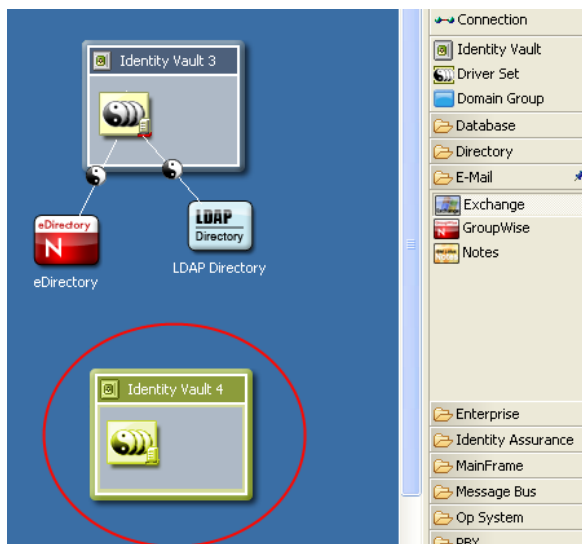 Identity Vault 3
eDirectory
N
LDAP
Directory
eDirectory
LDAP Directory
Identity Vault 4
Connection
Identity Vault
Driver Set
Domain Group
Database
Directory
E-Mail
Exchange
GroupWise
Notes
Enterprise
Identity Assurance
MainFrame
Message Bus
Op System
PBX